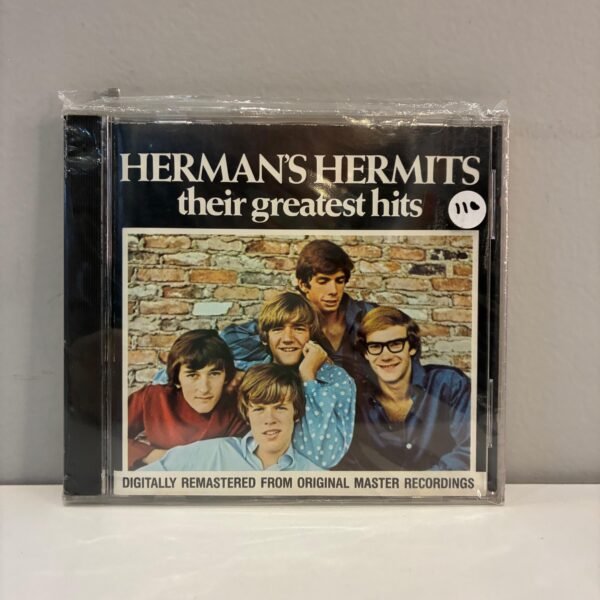 HERMAN'S HERMITS
their greatest hits
110
DIGITALLY REMASTERED FROM ORIGINAL MASTER RECORDINGS